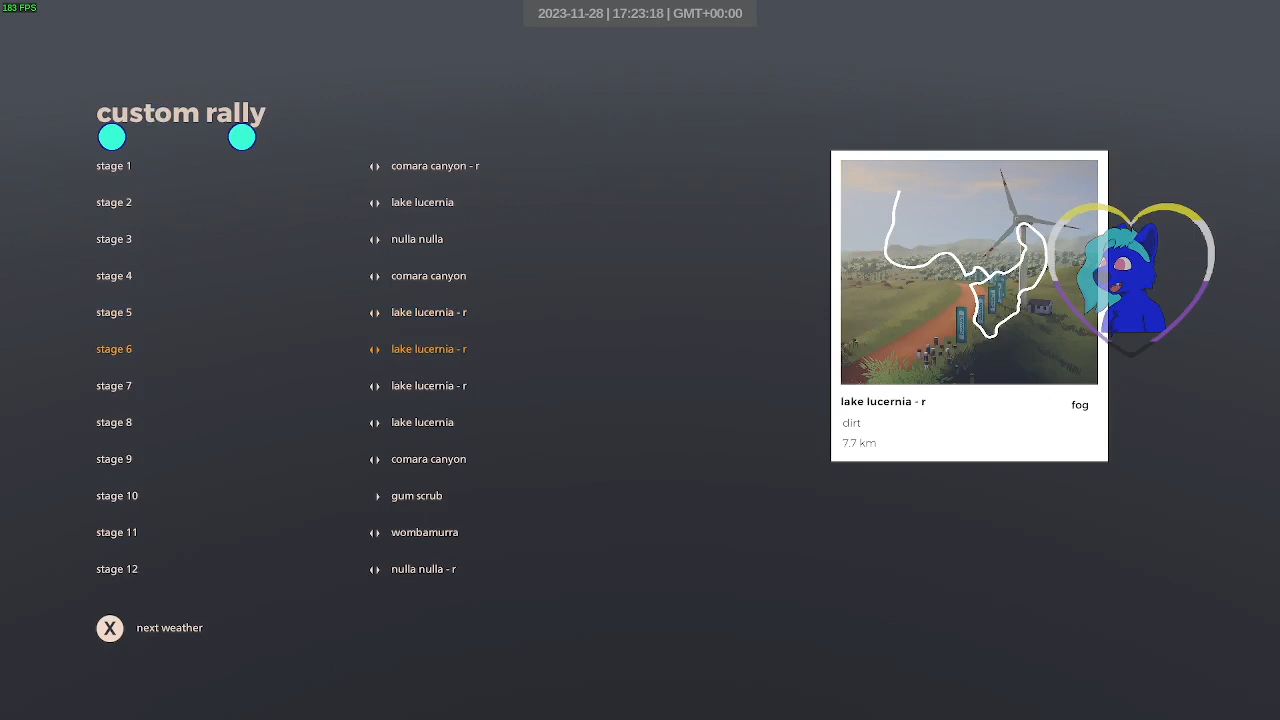 183 FPS
2023-11-28 | 17:23:18 | GMT+00:00
custom rally
stage 1 comara canyon - r
stage 2 lake lucernia
stage 3 nulla nulla
stage 4 comara canyon
stage 5 lake lucernia - r
stage 6 lake lucernia - r
stage 7 lake lucernia - r
stage 8 lake lucernia
stage 9 comara canyon
stage 10 gum scrub
stage 11 wombamurra
stage 12 nulla nulla - r
X next weather
lake lucernia - r
fog
dirt
7.7 km